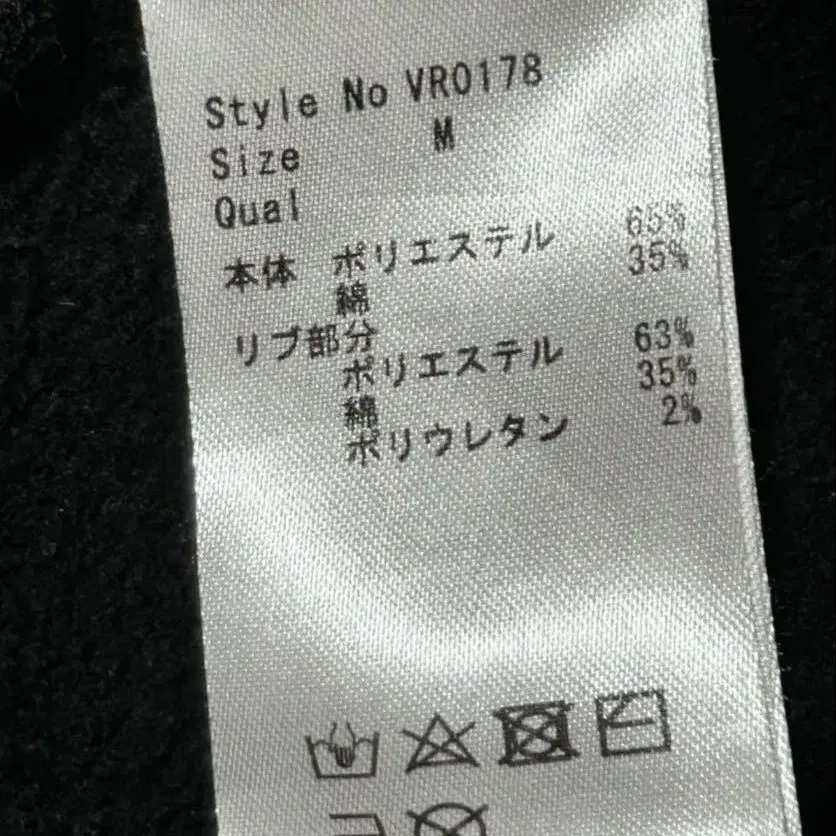 Style No VR0178
Size M
Qual
本体 ポリエステル 65%
綿 35%
リブ部分
ポリエステル 63%
綿 35%
ポリウレタン 2%